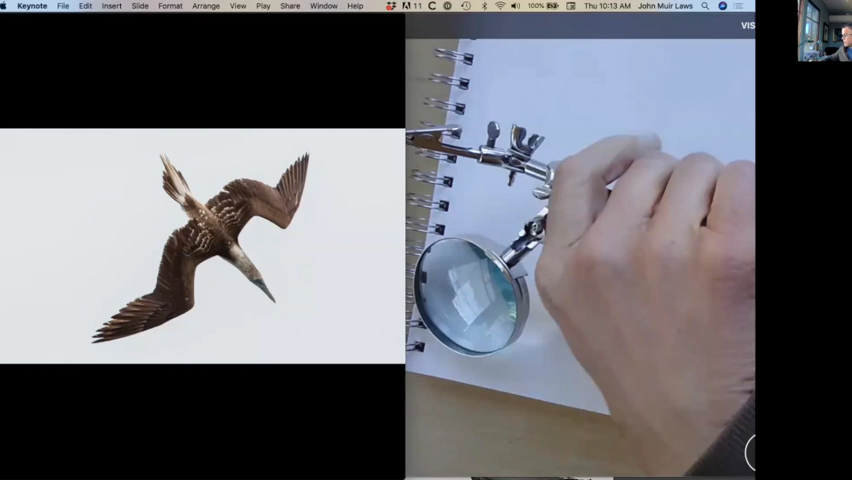 Keynote File Edit Insert Slide Format Arrange View Play Share Window Help 11 100% Thu 10:13 AM John Muir Laws
VIS